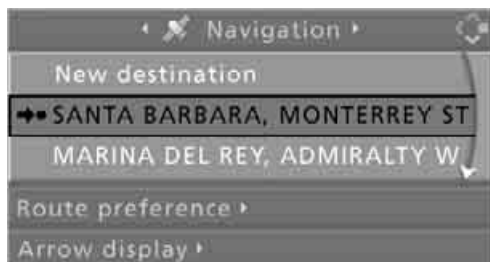 Navigation
New destination
SANTA BARBARA, MONTERREY ST
MARINA DEL REY, ADMIRALTY W
Route preference
Arrow display